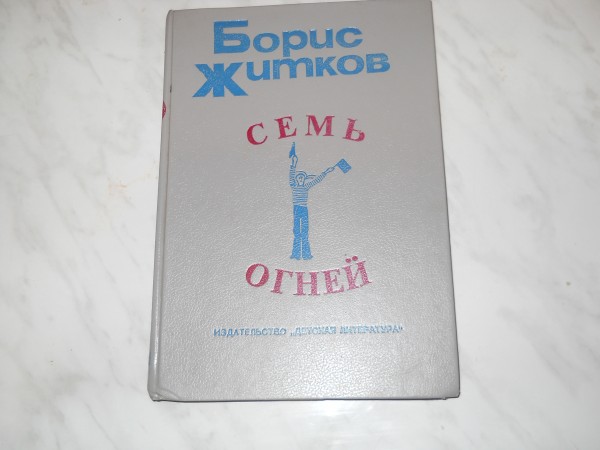 Борис
Житков
СЕМЬ
ОГНЕЙ
ИЗДАТЕЛЬСТВО „ДЕТСКАЯ ЛИТЕРАТУРА"